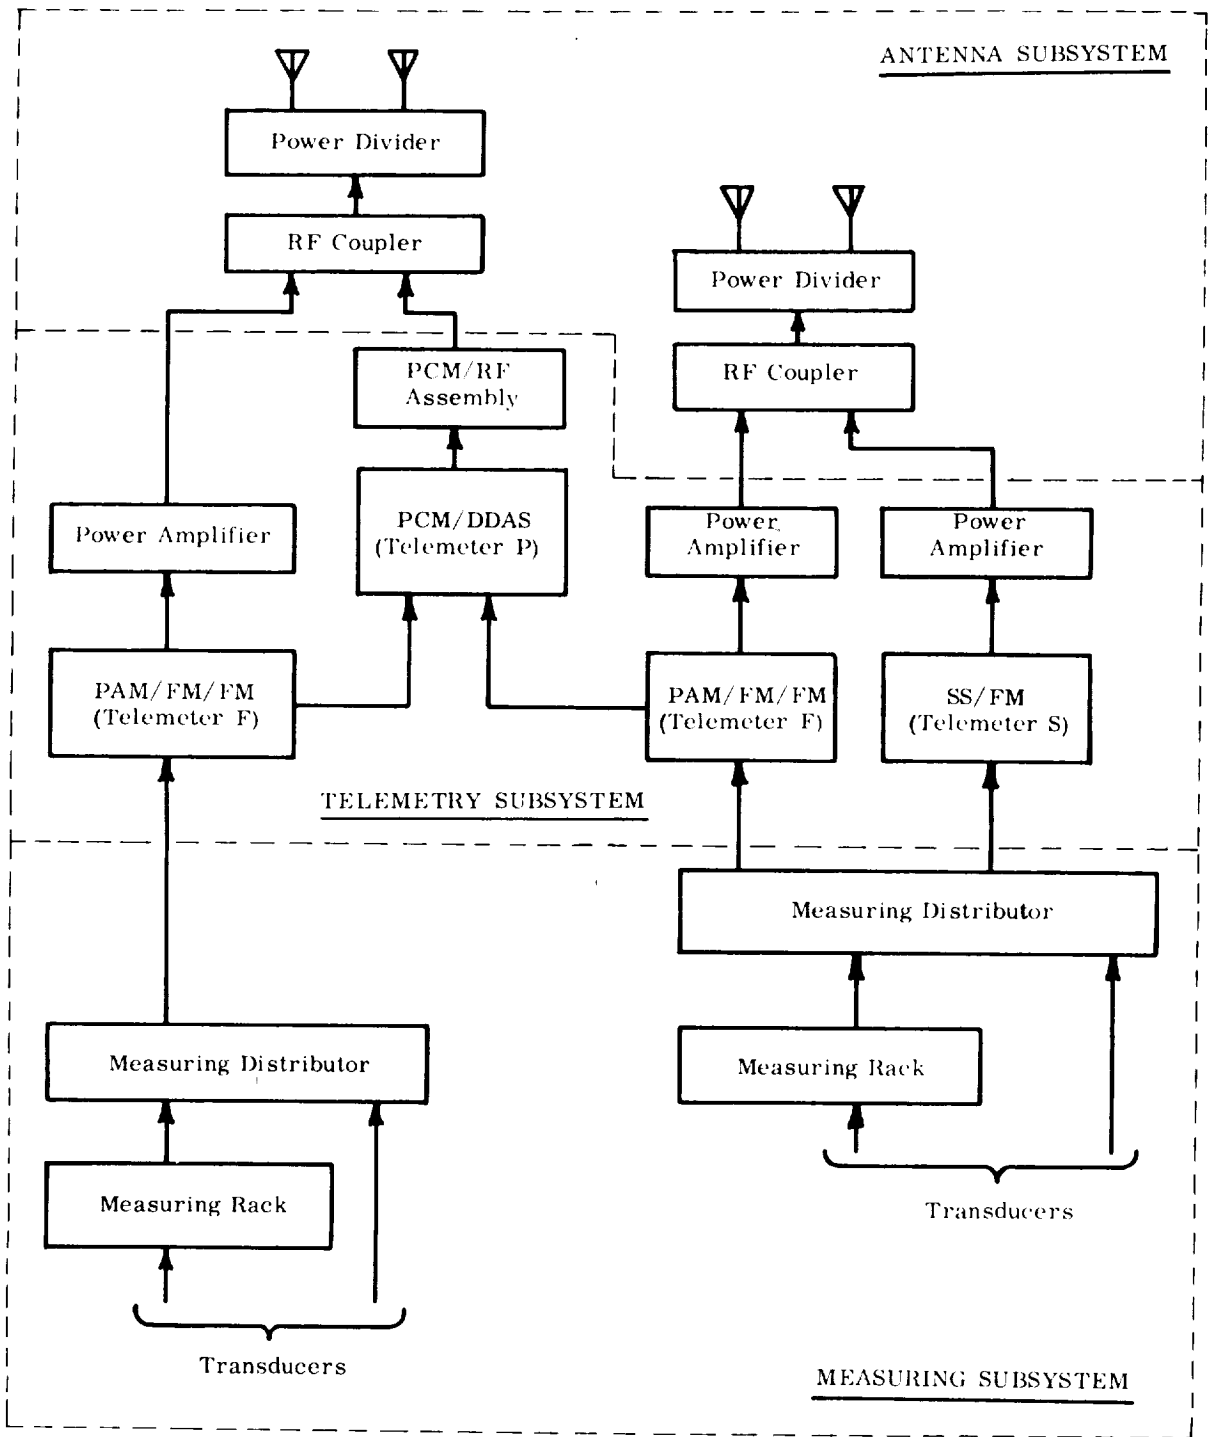 ANTENNA SUBSYSTEM
Power Divider
RF Coupler
Power Divider
RF Coupler
PCM/RF
Assembly
Power Amplifier
PCM/DDAS
(Telemeter P)
Power
Amplifier
Power
Amplifier
PAM/FM/FM
(Telemeter F)
PAM/FM/FM
(Telemeter F)
SS/FM
(Telemeter S)
TELEMETRY SUBSYSTEM
Measuring Distributor
Measuring Distributor
Measuring Rack
Measuring Rack
Transducers
Transducers
MEASURING SUBSYSTEM